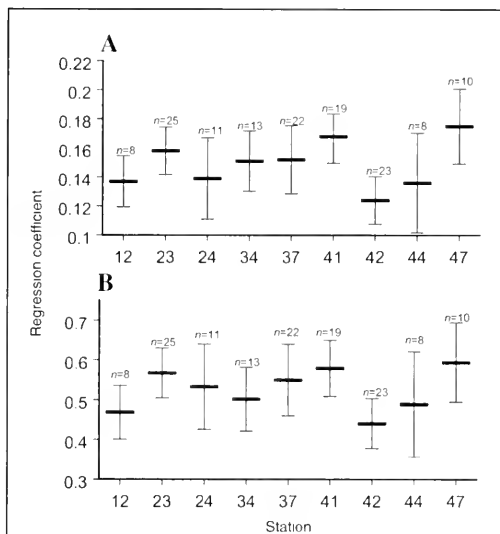 A
0.22
0.2
0.18
0.16
0.14
0.12
0.1
n=8
n=25
n=11
n=13
n=22
n=19
n=23
n=8
n=10
12 23 24 34 37 41 42 44 47
Regression coefficient
B
0.7
0.6
0.5
0.4
0.3
n=8
n=25
n=11
n=13
n=22
n=19
n=23
n=8
n=10
12 23 24 34 37 41 42 44 47
Station